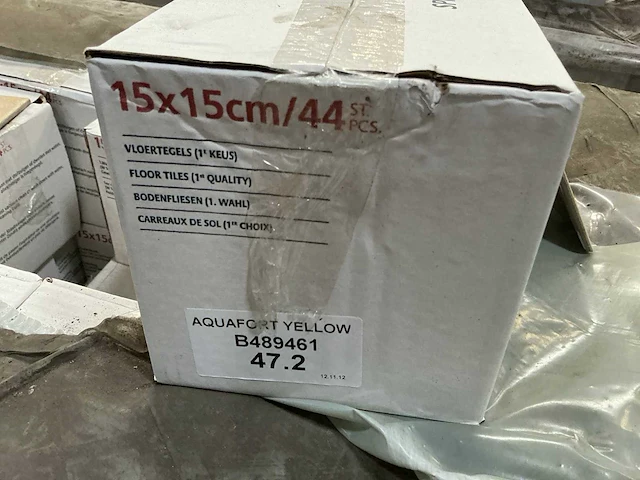 15x15cm/44 ST. PCS.
VLOERTEGELS (1ᵉ KEUS)
FLOOR TILES (1ˢᵗ QUALITY)
BODENFLIESEN (1. WAHL)
CARREAUX DE SOL (1ᵉʳ CHOIX)
AQUAFORT YELLOW
B489461
47.2
12.11.12